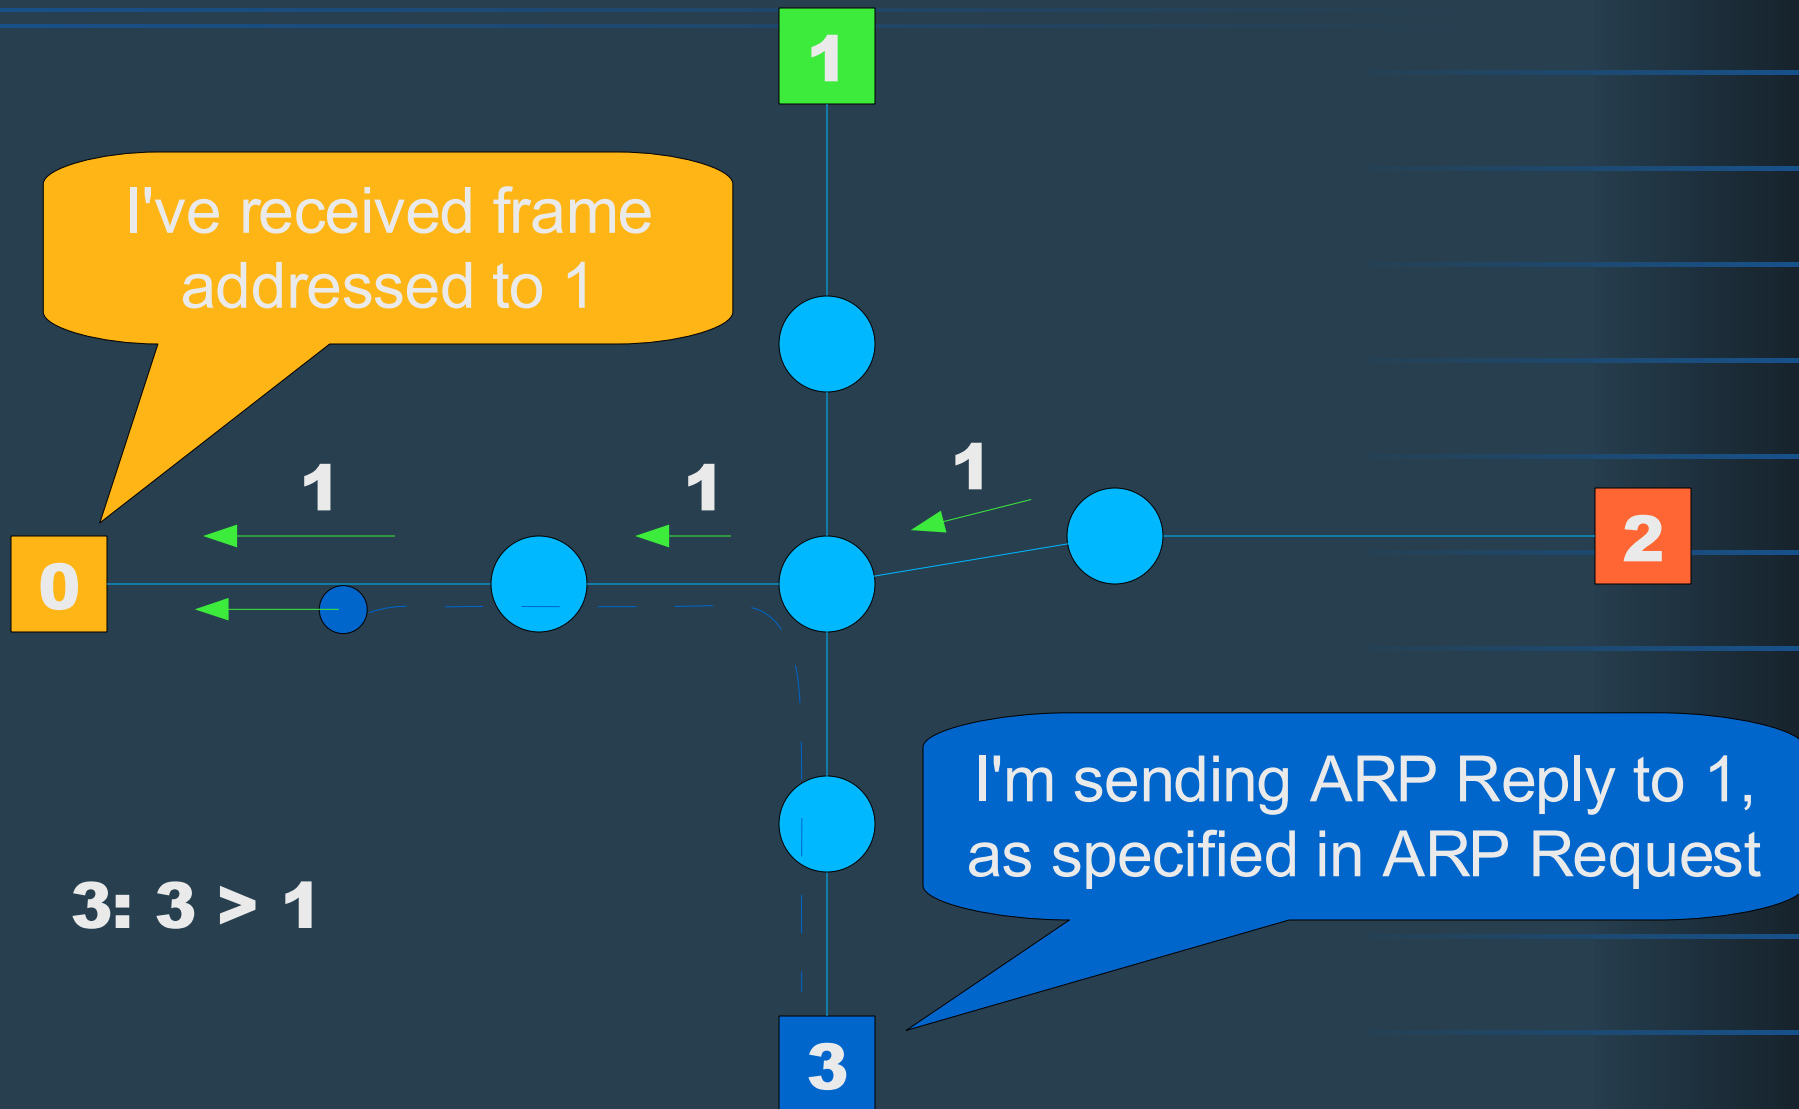 1
I've received frame
addressed to 1
1
1
1
2
0
I'm sending ARP Reply to 1,
as specified in ARP Request
3: 3 > 1
3